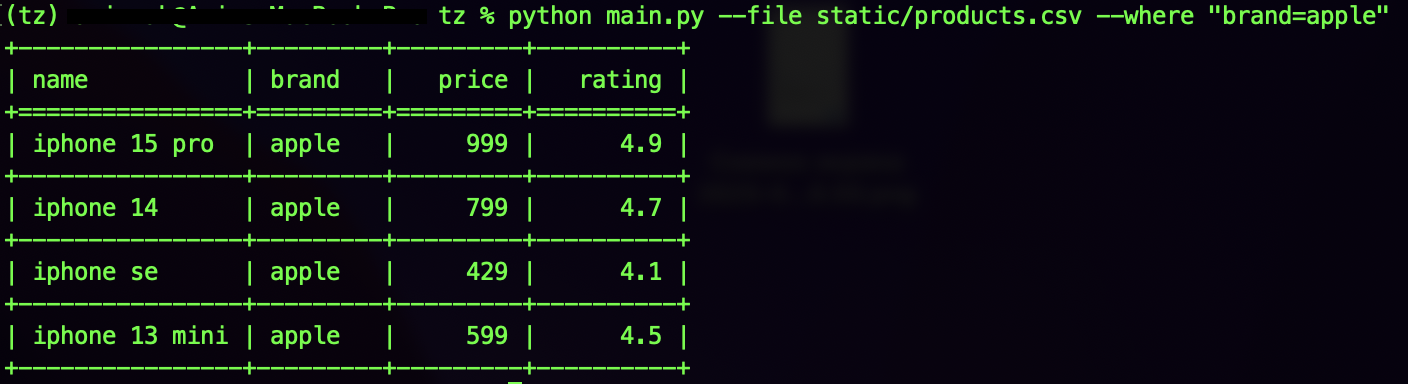 (tz) tz % python main.py --file static/products.csv --where "brand=apple"
+----------------+---------+---------+----------+
| name           | brand   |   price |   rating |
+================+=========+=========+==========+
| iphone 15 pro  | apple   |     999 |      4.9 |
+----------------+---------+---------+----------+
| iphone 14      | apple   |     799 |      4.7 |
+----------------+---------+---------+----------+
| iphone se      | apple   |     429 |      4.1 |
+----------------+---------+---------+----------+
| iphone 13 mini | apple   |     599 |      4.5 |
+----------------+---------+---------+----------+